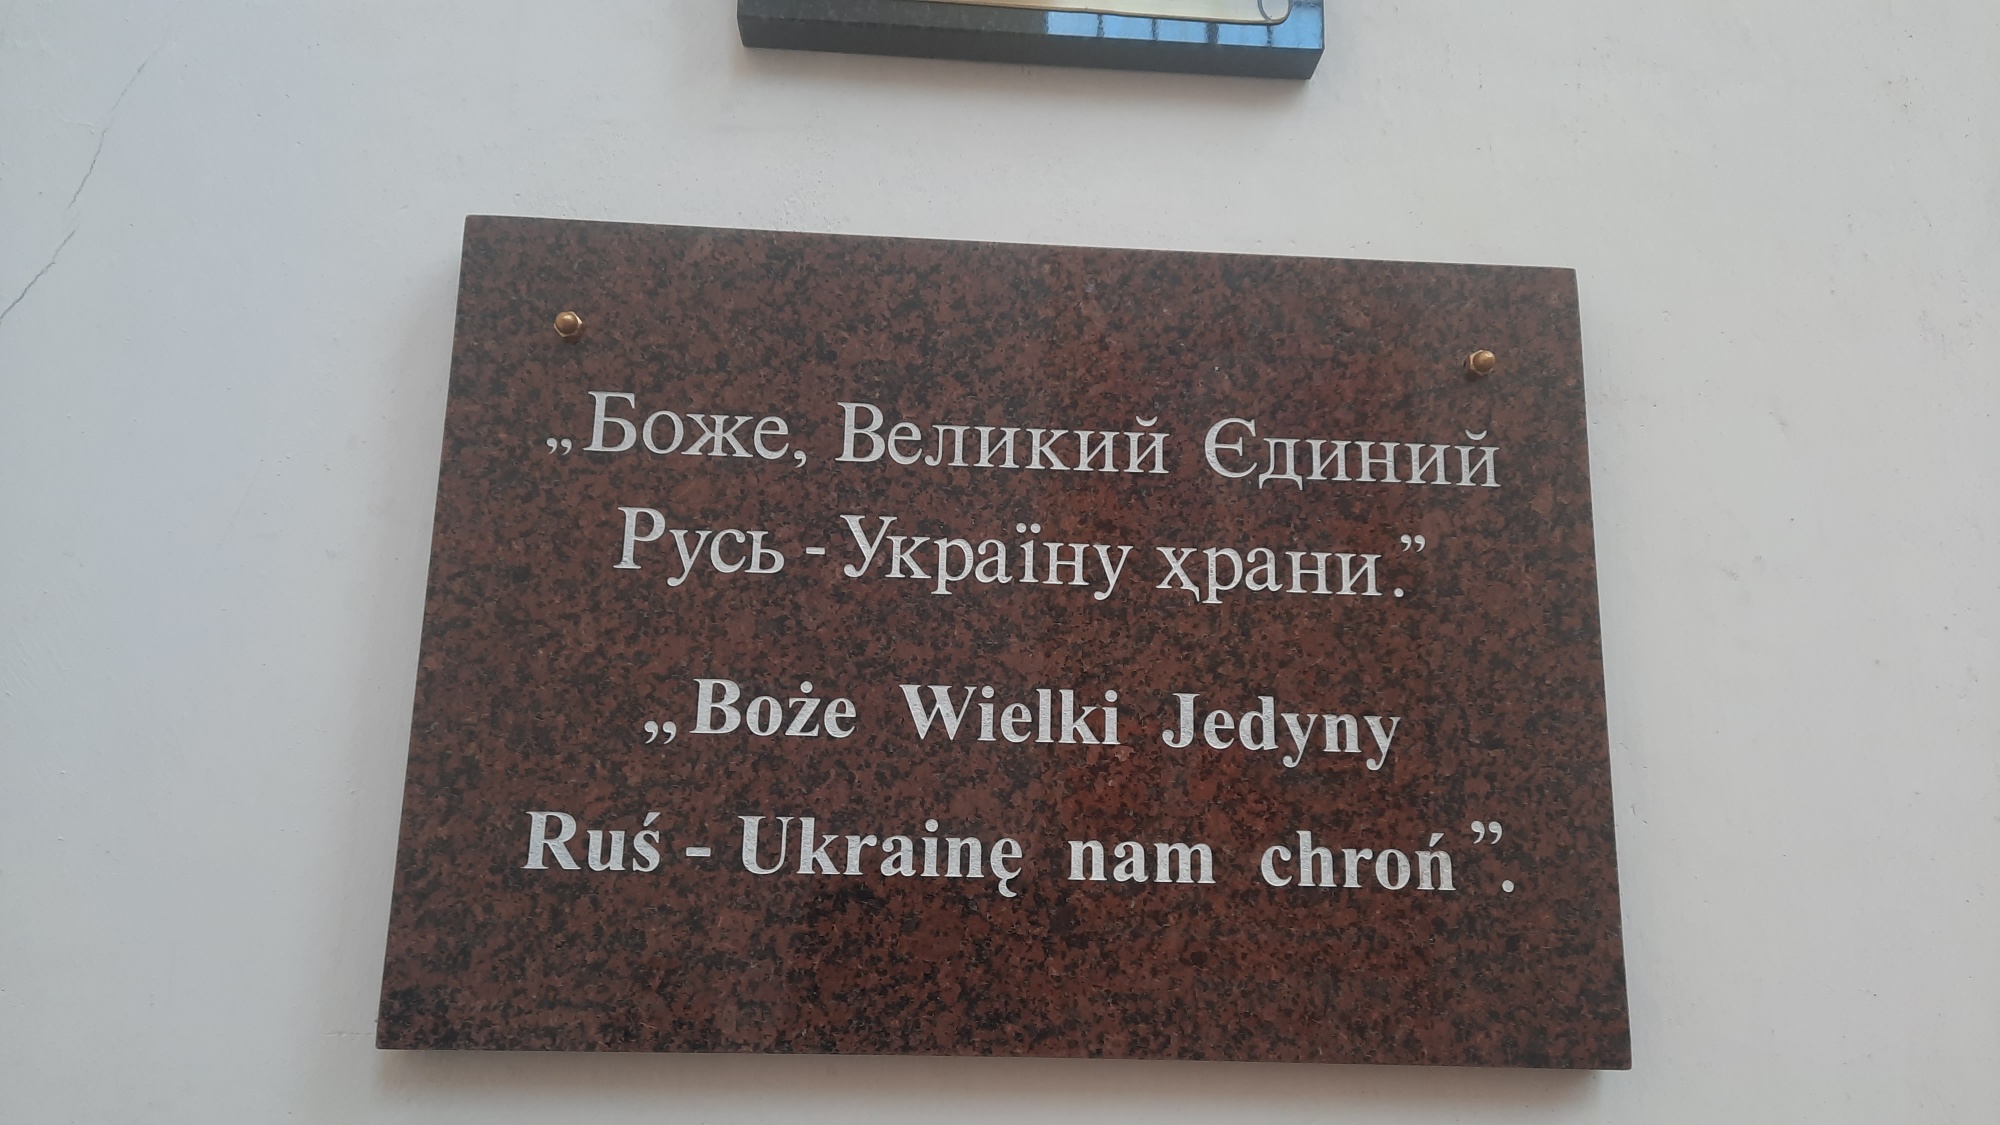 „Боже, Великий Єдиний
Русь - Україну ҳрани.”
„Boże Wielki Jedyny
Ruś - Ukrainę nam chroń”.